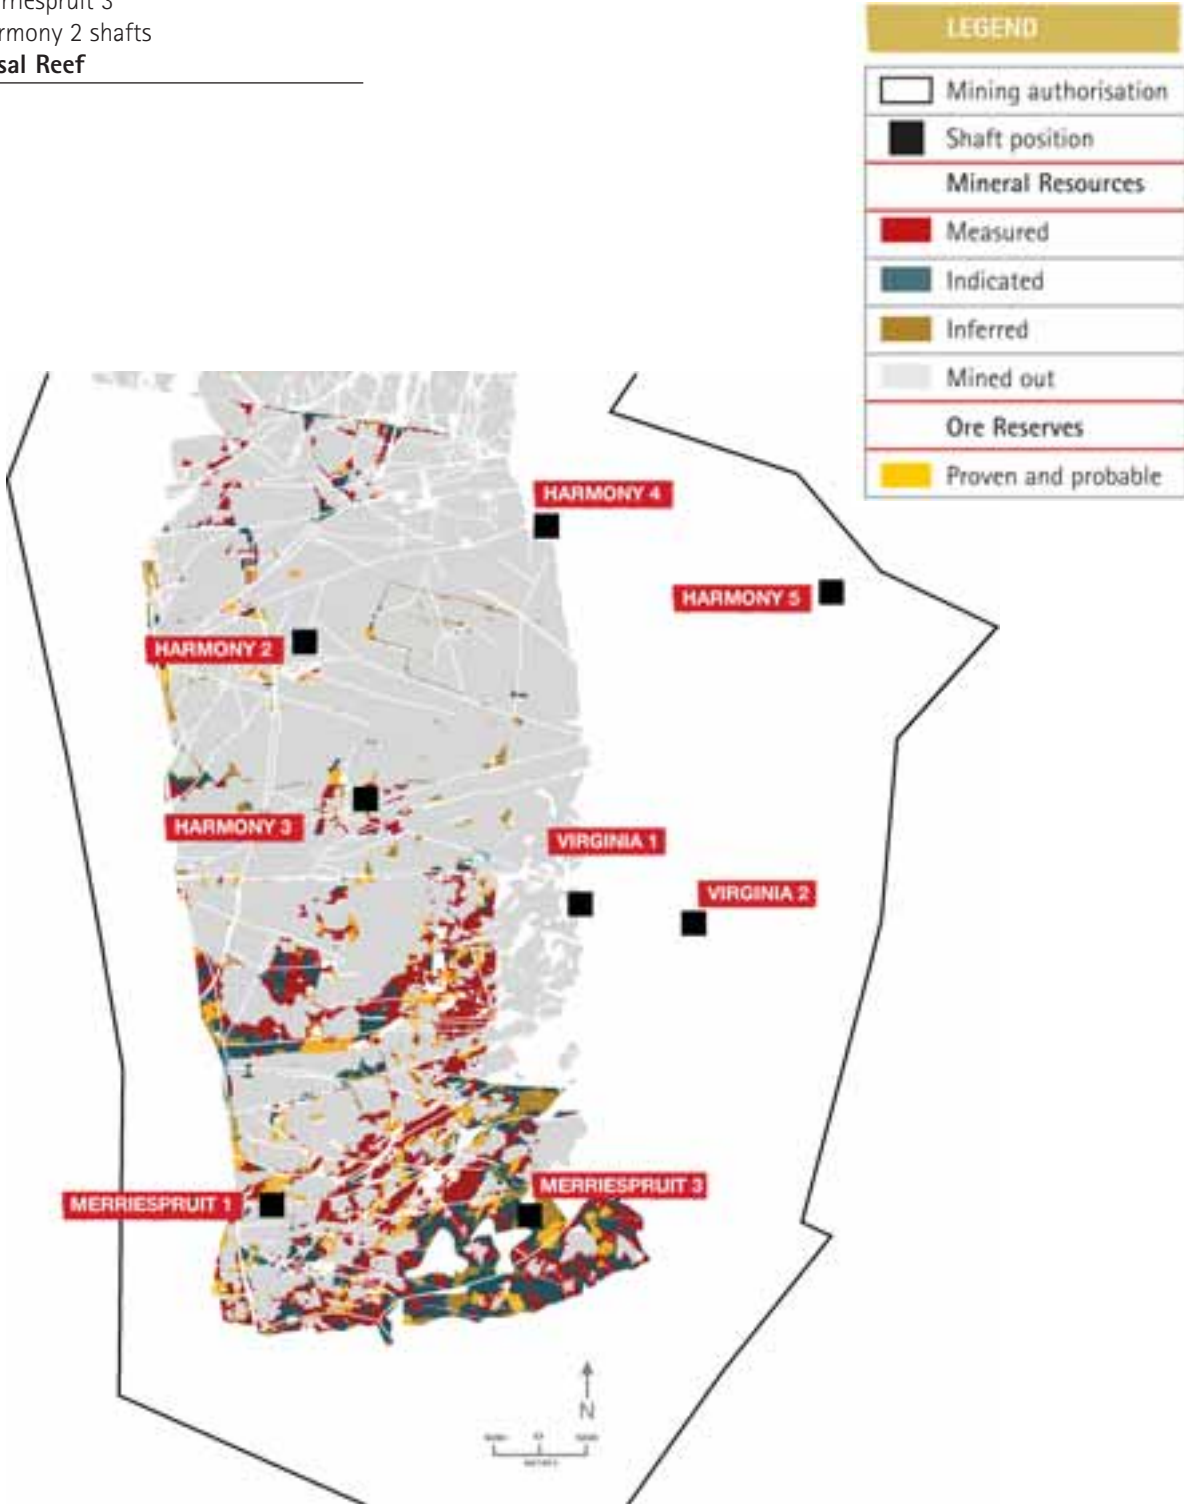 rriespruit 3
rmony 2 shafts
sal Reef
LEGEND
Mining authorisation
Shaft position
Mineral Resources
Measured
Indicated
Inferred
Mined out
Ore Reserves
Proven and probable
HARMONY 4
HARMONY 5
HARMONY 2
HARMONY 3
VIRGINIA 1
VIRGINIA 2
MERRIESPRUIT 3
MERRIESPRUIT 1
N